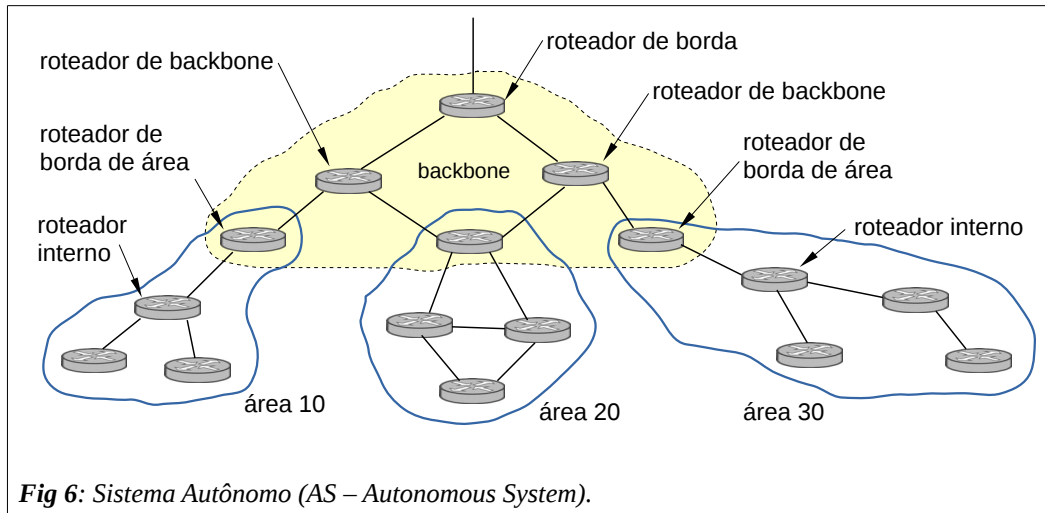 roteador de borda
roteador de backbone
roteador de backbone
roteador de
borda de área
roteador de
borda de área
backbone
roteador
interno
roteador interno
área 10
área 20
área 30
Fig 6: Sistema Autônomo (AS – Autonomous System).